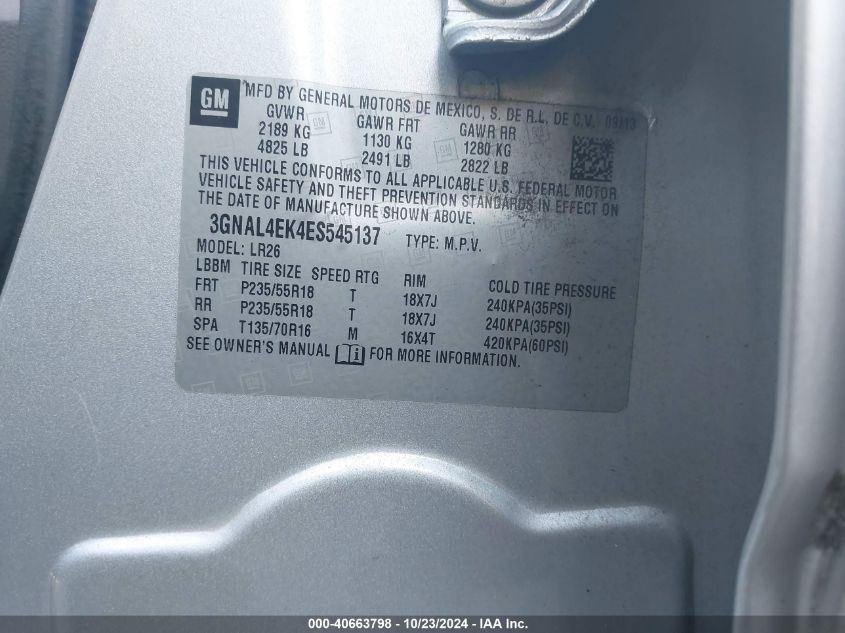 GM
MFD BY GENERAL MOTORS DE MEXICO, S. DE R.L. DE C.V. 09/13
GVWR GAWR FRT GAWR RR
2189 KG 1130 KG 1280 KG
4825 LB 2491 LB 2822 LB
THIS VEHICLE CONFORMS TO ALL APPLICABLE U.S. FEDERAL MOTOR
VEHICLE SAFETY AND THEFT PREVENTION STANDARDS IN EFFECT ON
THE DATE OF MANUFACTURE SHOWN ABOVE.
3GNAL4EK4ES545137 TYPE: M.P.V.
MODEL: LR26
LBBM TIRE SIZE SPEED RTG RIM COLD TIRE PRESSURE
FRT P235/55R18 T 18X7J 240KPA(35PSI)
RR P235/55R18 T 18X7J 240KPA(35PSI)
SPA T135/70R16 M 16X4T 420KPA(60PSI)
SEE OWNER'S MANUAL FOR MORE INFORMATION.
000-40663798 - 10/23/2024 - IAA Inc.